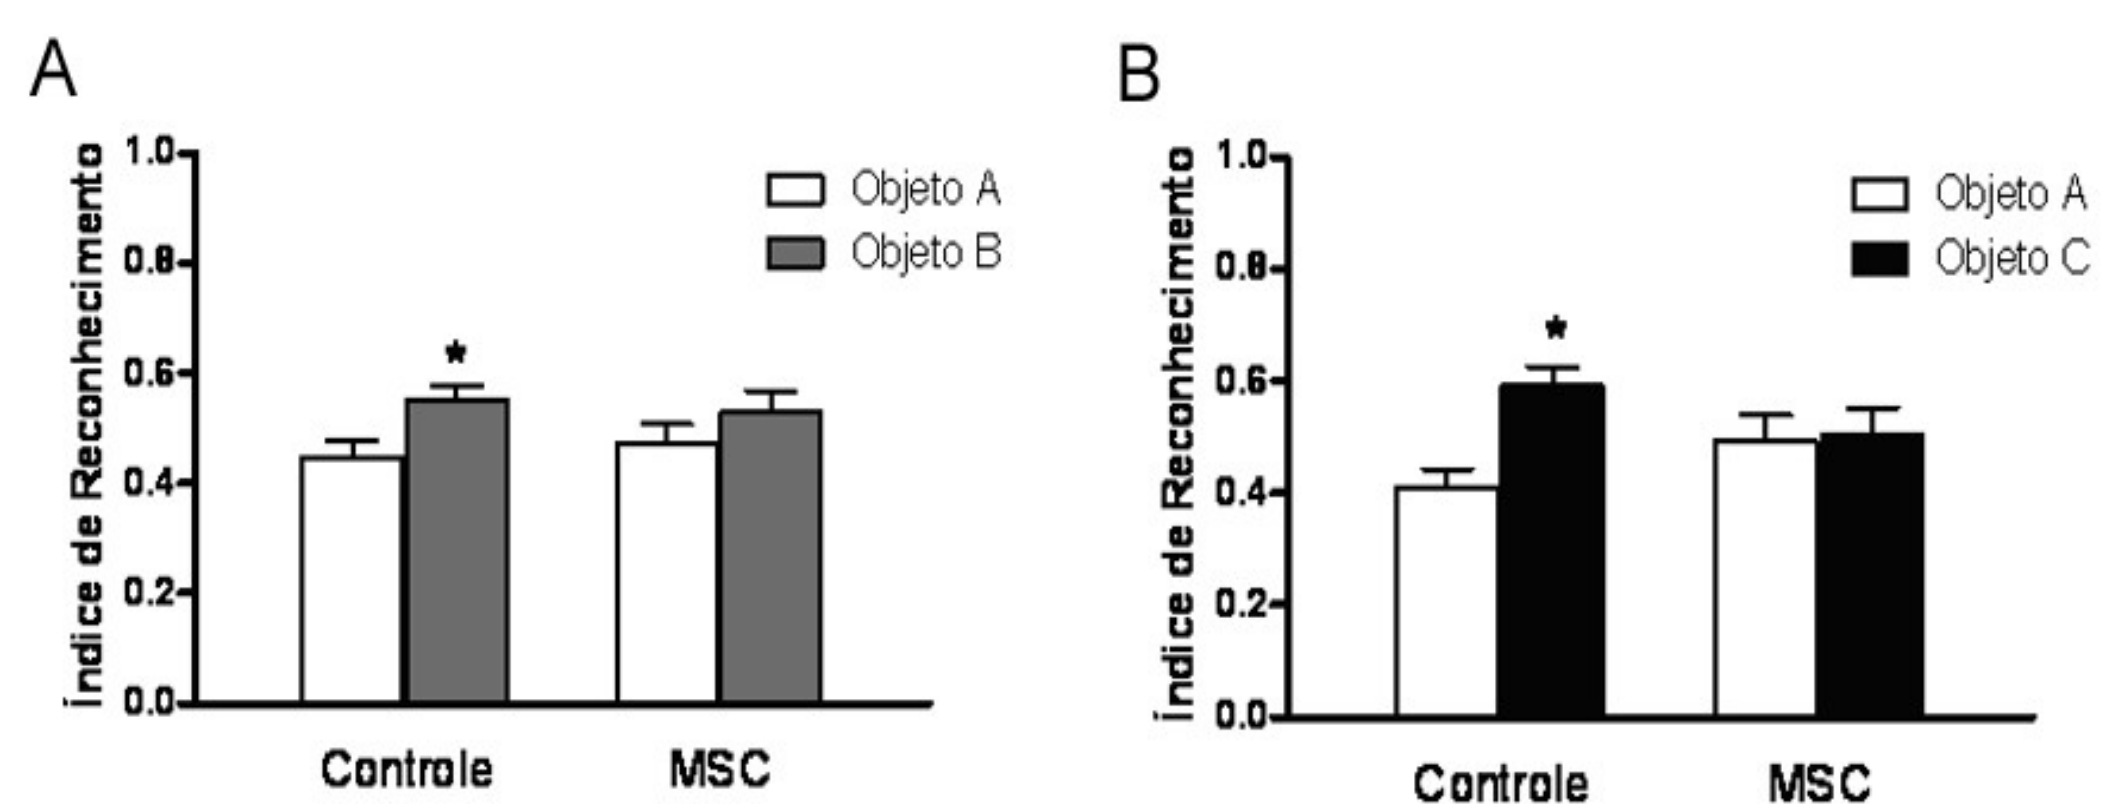 A
Índice de Reconhecimento
1.0
0.8
0.6
0.4
0.2
0.0
Objeto A
Objeto B
*
Controle
MSC
B
Índice de Reconhecimento
1.0
0.8
0.6
0.4
0.2
0.0
Objeto A
Objeto C
*
Controle
MSC